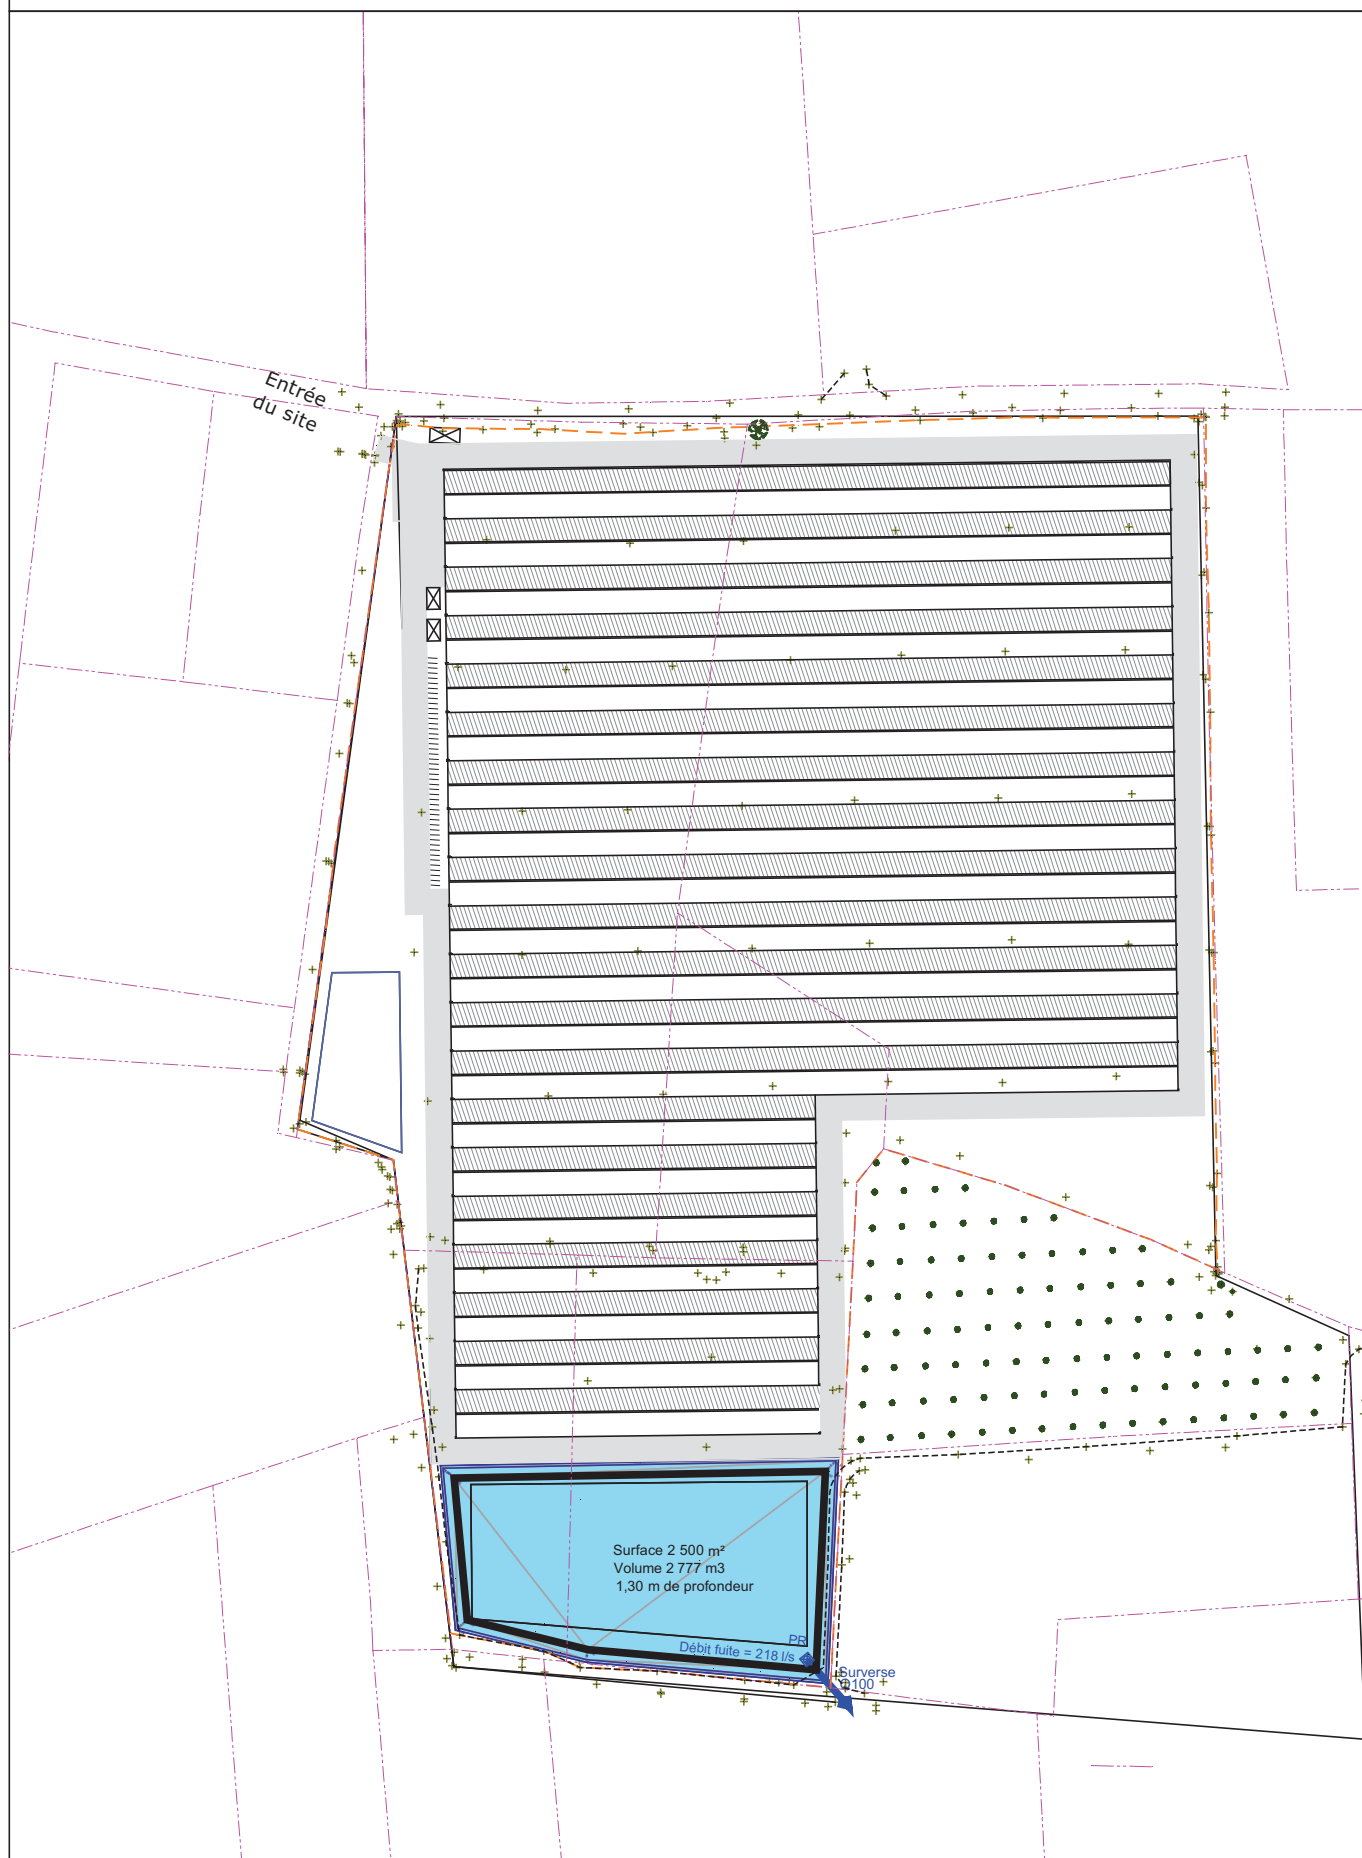 Entrée
du site
Surface 2 500 m²
Volume 2 777 m3
1,30 m de profondeur
PR
Débit fuite = 218 l/s
Surverse
Q100